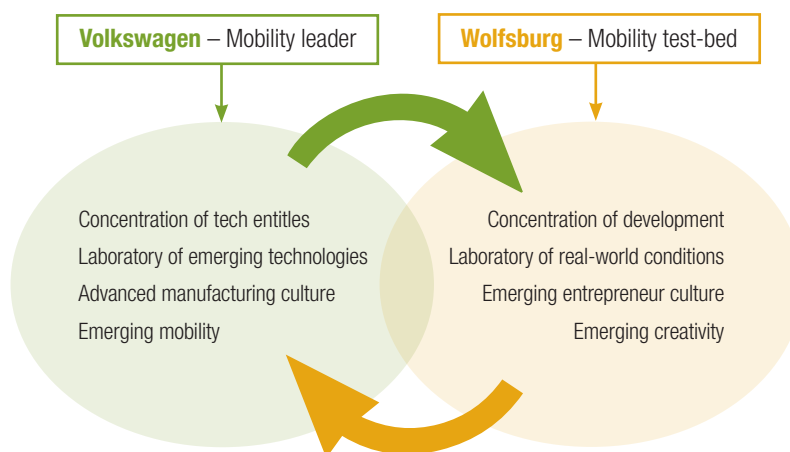 Volkswagen – Mobility leader
Wolfsburg – Mobility test-bed
Concentration of tech entitles
Laboratory of emerging technologies
Advanced manufacturing culture
Emerging mobility
Concentration of development
Laboratory of real-world conditions
Emerging entrepreneur culture
Emerging creativity